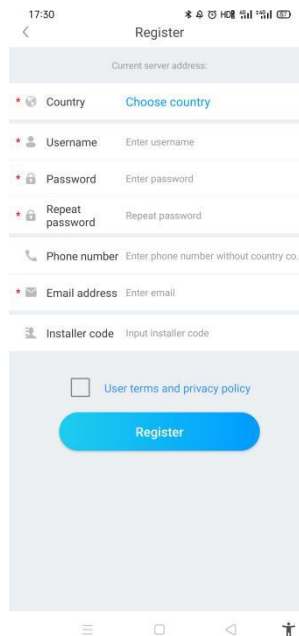 17:30
Register
Current server address:
* Country Choose country
* Username Enter username
* Password Enter password
* Repeat password Repeat password
Phone number Enter phone number without country co.
* Email address Enter email
Installer code Input installer code
User terms and privacy policy
Register